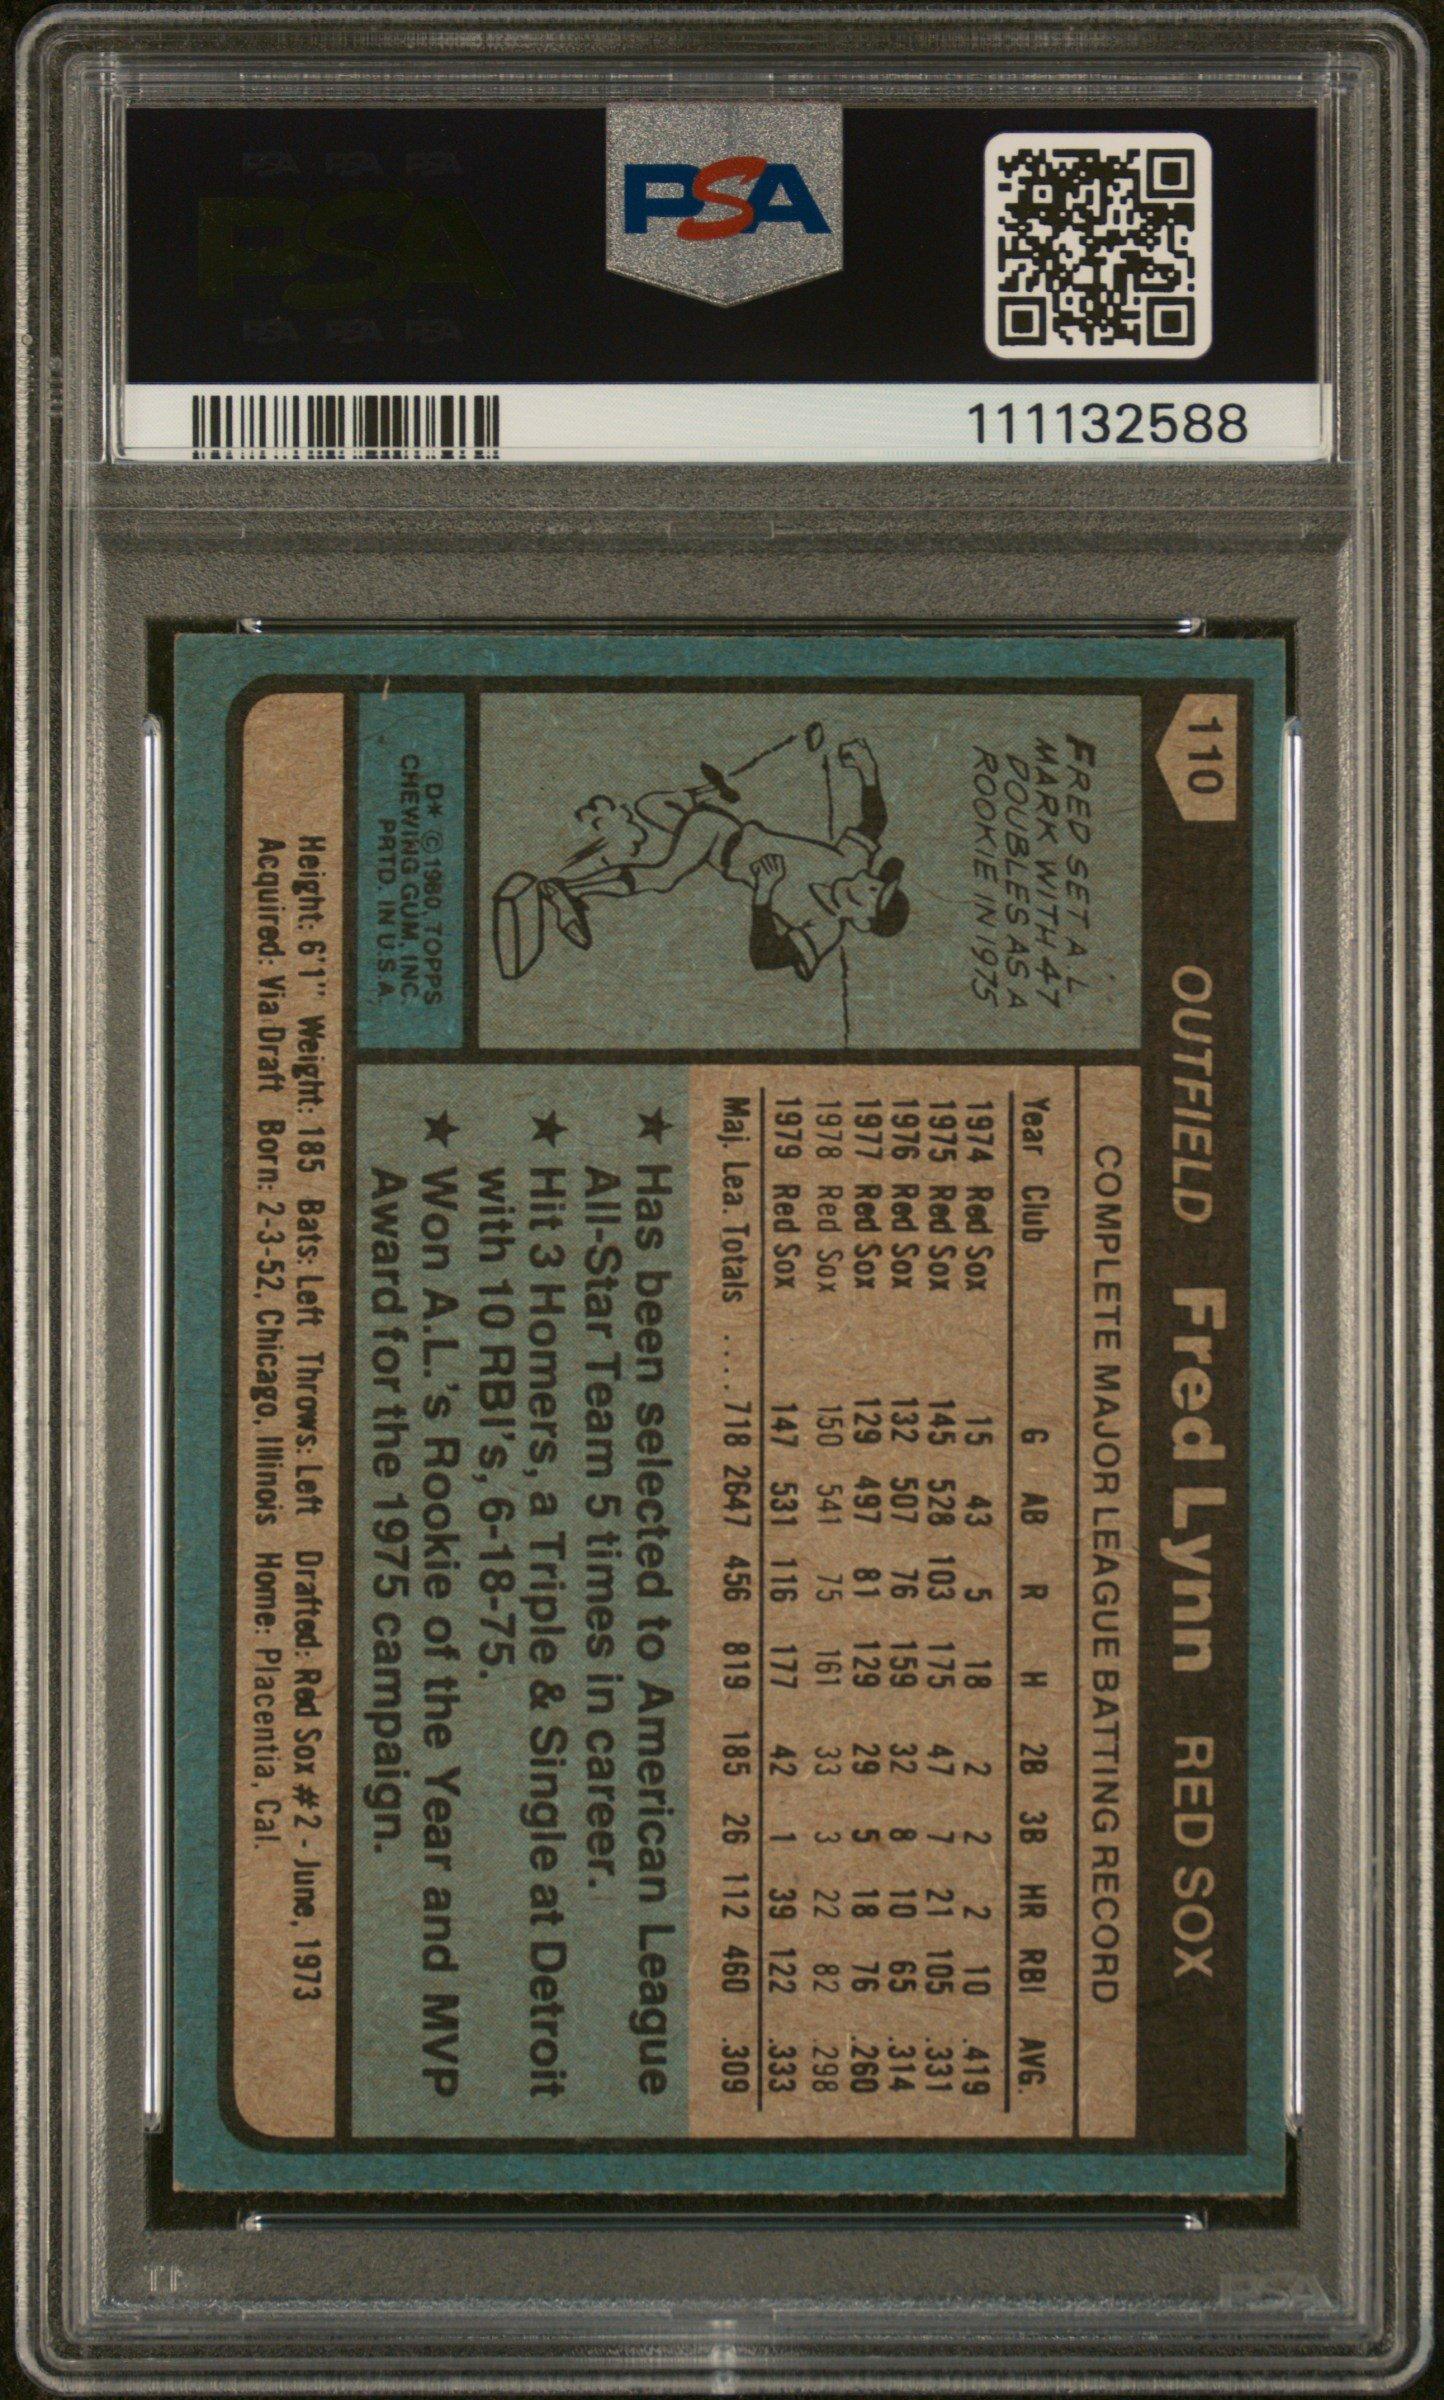 PSA PSA PSA
PSA
PSA PSA PSA
PSA
111132588
110
OUTFIELD Fred Lynn RED SOX
FRED SET A.L.
MARK WITH 47
DOUBLES AS A
ROOKIE IN 1975
D* © 1980, TOPPS
CHEWING GUM, INC.
PRTD. IN U.S.A.
COMPLETE MAJOR LEAGUE BATTING RECORD
Year Club G AB R H 2B 3B HR RBI AVG.
1974 Red Sox 15 43 5 18 2 2 2 10 .419
1975 Red Sox 145 528 103 175 47 7 21 105 .331
1976 Red Sox 132 507 76 159 32 8 10 65 .314
1977 Red Sox 129 497 81 129 29 5 18 76 .260
1978 Red Sox 150 541 75 161 33 3 22 82 .298
1979 Red Sox 147 531 116 177 42 1 39 122 .333
Maj. Lea. Totals .... 718 2647 456 819 185 26 112 460 .309
★ Has been selected to American League
All-Star Team 5 times in career.
★ Hit 3 Homers, a Triple & Single at Detroit
with 10 RBI's, 6-18-75.
★ Won A.L.'s Rookie of the Year and MVP
Award for the 1975 campaign.
Height: 6'1" Weight: 185 Bats: Left Throws: Left Drafted: Red Sox #2 - June, 1973
Acquired: Via Draft Born: 2-3-52, Chicago, Illinois Home: Placentia, Cal.
PSA